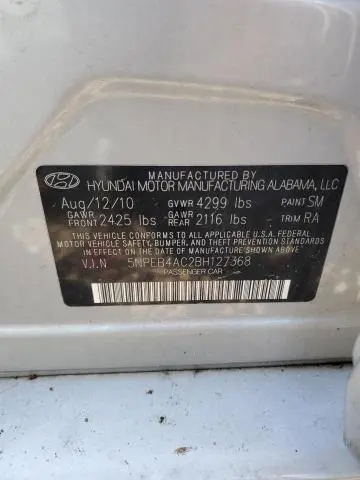 MANUFACTURED BY
HYUNDAI MOTOR MANUFACTURING ALABAMA, LLC
Aug/12/10 GVWR 4299 lbs PAINT SM
GAWR FRONT 2425 lbs GAWR REAR 2116 lbs TRIM RA
THIS VEHICLE CONFORMS TO ALL APPLICABLE U.S.A. FEDERAL
MOTOR VEHICLE SAFETY, BUMPER, AND THEFT PREVENTION STANDARDS
IN EFFECT ON THE DATE OF MANUFACTURE SHOWN ABOVE
V.I.N 5NPEB4AC2BH127368
PASSENGER CAR